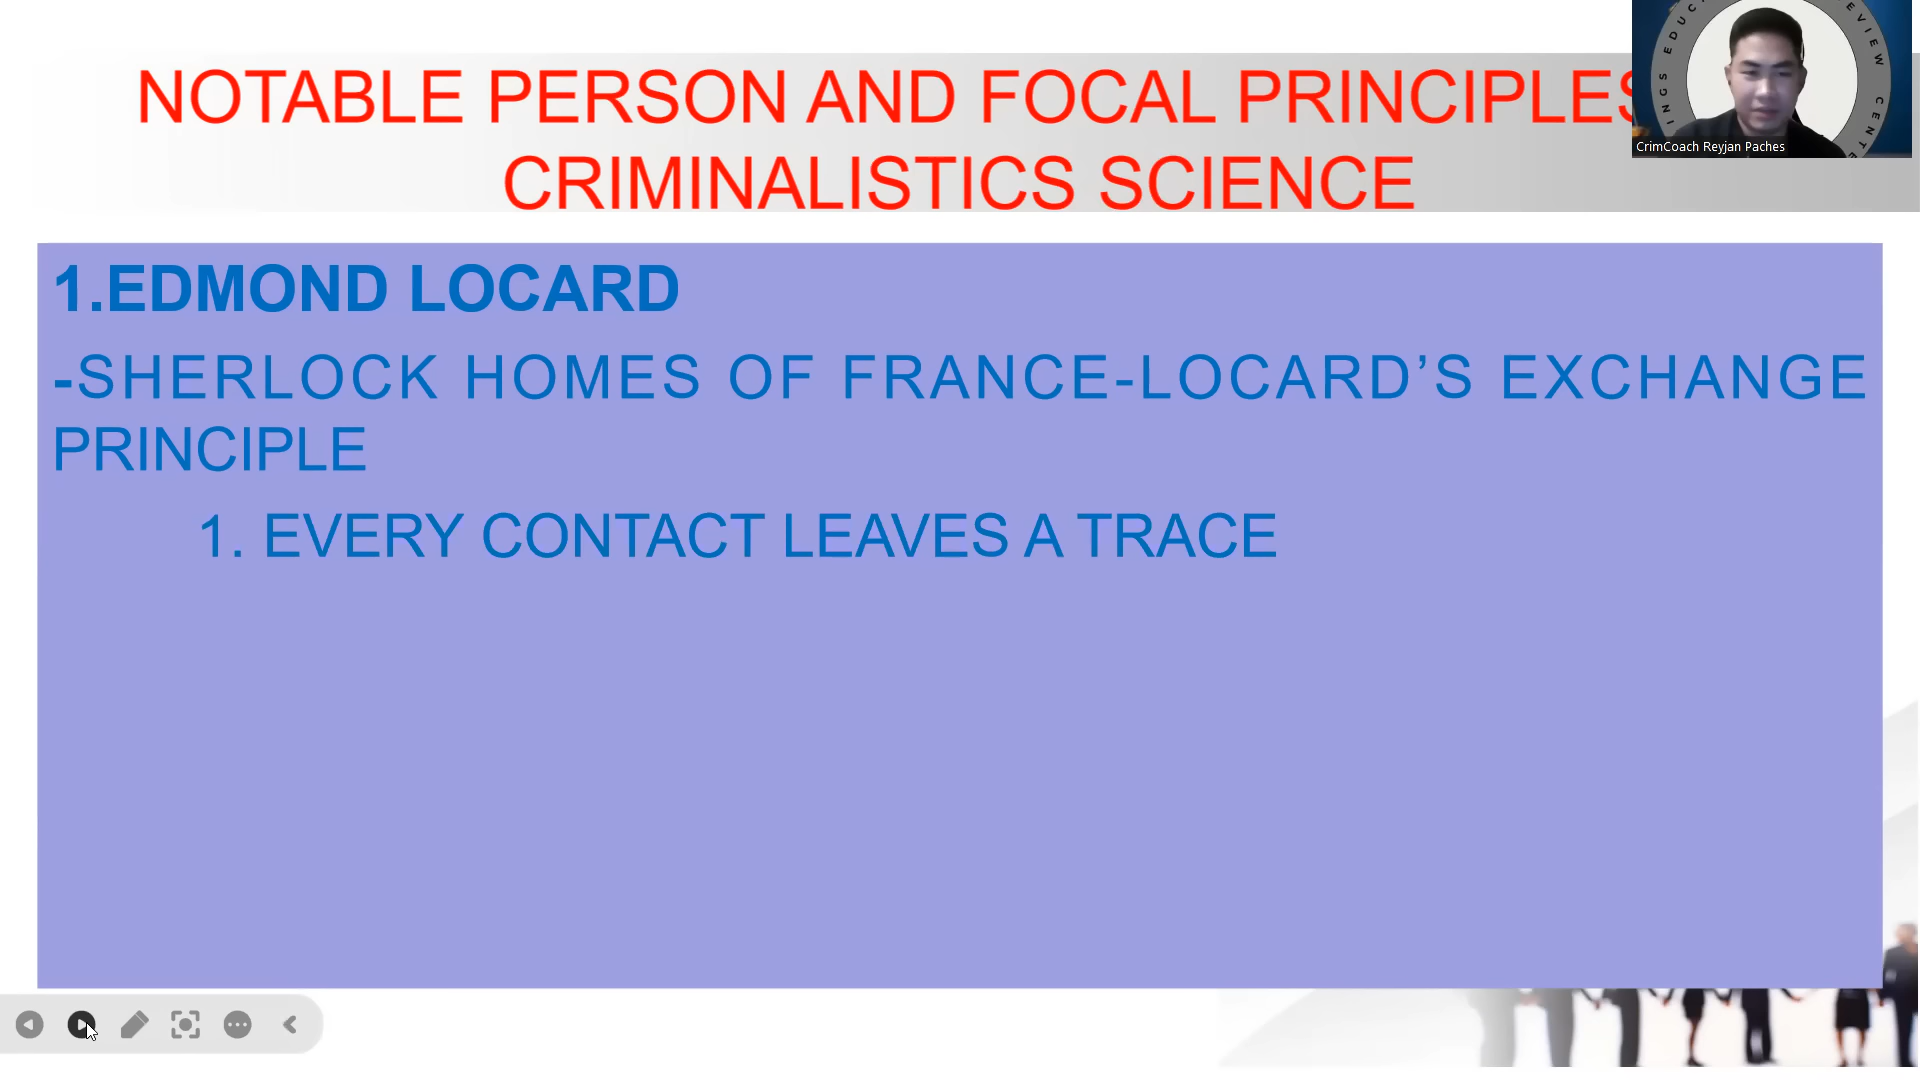 NOTABLE PERSON AND FOCAL PRINCIPLES
CRIMINALISTICS SCIENCE
CrimCoach Reyjan Paches
1.EDMOND LOCARD
-SHERLOCK HOMES OF FRANCE-LOCARD’S EXCHANGE
PRINCIPLE
1. EVERY CONTACT LEAVES A TRACE